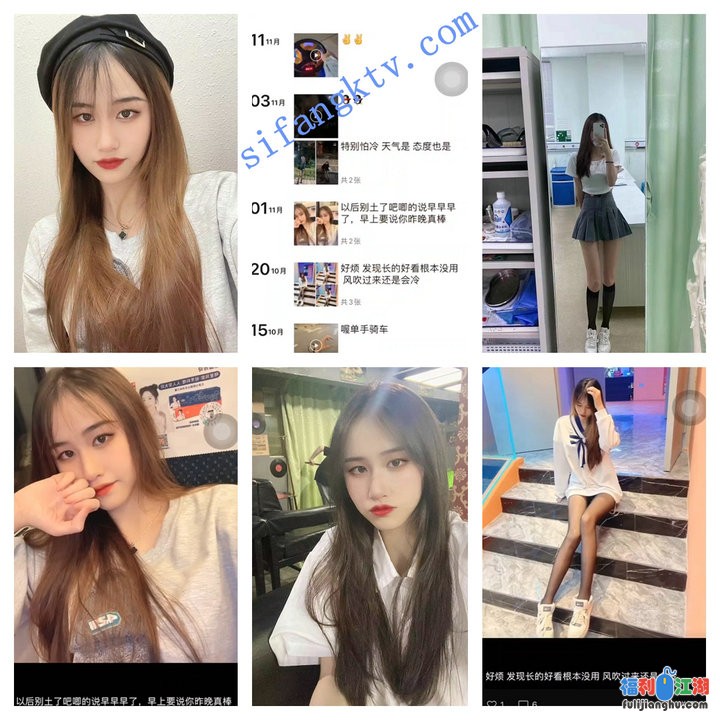 11 11月
✌️✌️
sifangktv.com
03 11月
特别怕冷 天气是 态度也是
共2张
01 11月
以后别土了吧唧的说早早早
了，早上要说你昨晚真棒
共2张
20 10月
好烦 发现长的好看根本没用
风吹过来还是会冷
共3张
15 10月
喔单手骑车
以后别土了吧唧的说早早早了，早上要说你昨晚真棒
好烦 发现长的好看根本没用 风吹过来还是
1
6
福利江湖
fulijianghu.com